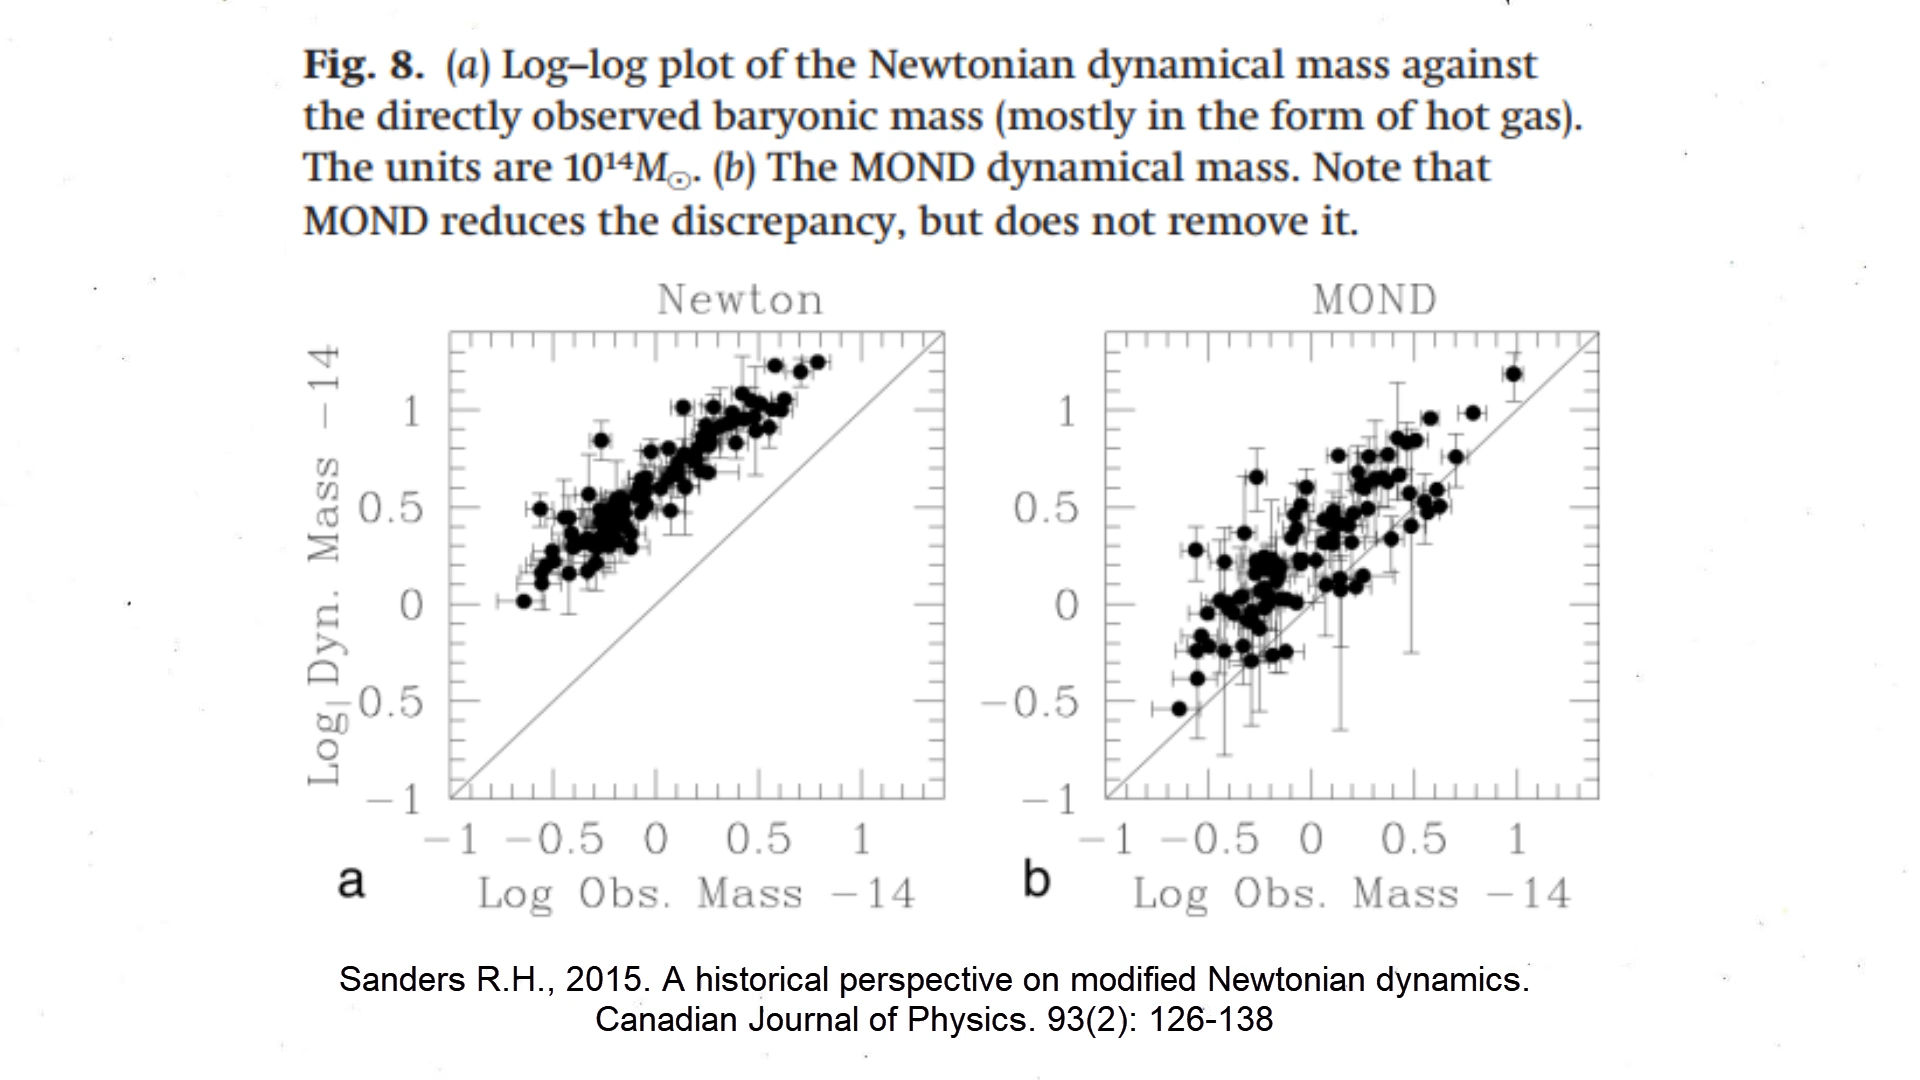 Fig. 8. (a) Log–log plot of the Newtonian dynamical mass against
the directly observed baryonic mass (mostly in the form of hot gas).
The units are 10¹⁴M☉. (b) The MOND dynamical mass. Note that
MOND reduces the discrepancy, but does not remove it.
Newton
MOND
Log Dyn. Mass −14
1
0.5
0
−0.5
−1
1
0.5
0
−0.5
−1
−1 −0.5 0 0.5 1
−1 −0.5 0 0.5 1
a
Log Obs. Mass −14
b
Log Obs. Mass −14
Sanders R.H., 2015. A historical perspective on modified Newtonian dynamics.
Canadian Journal of Physics. 93(2): 126-138